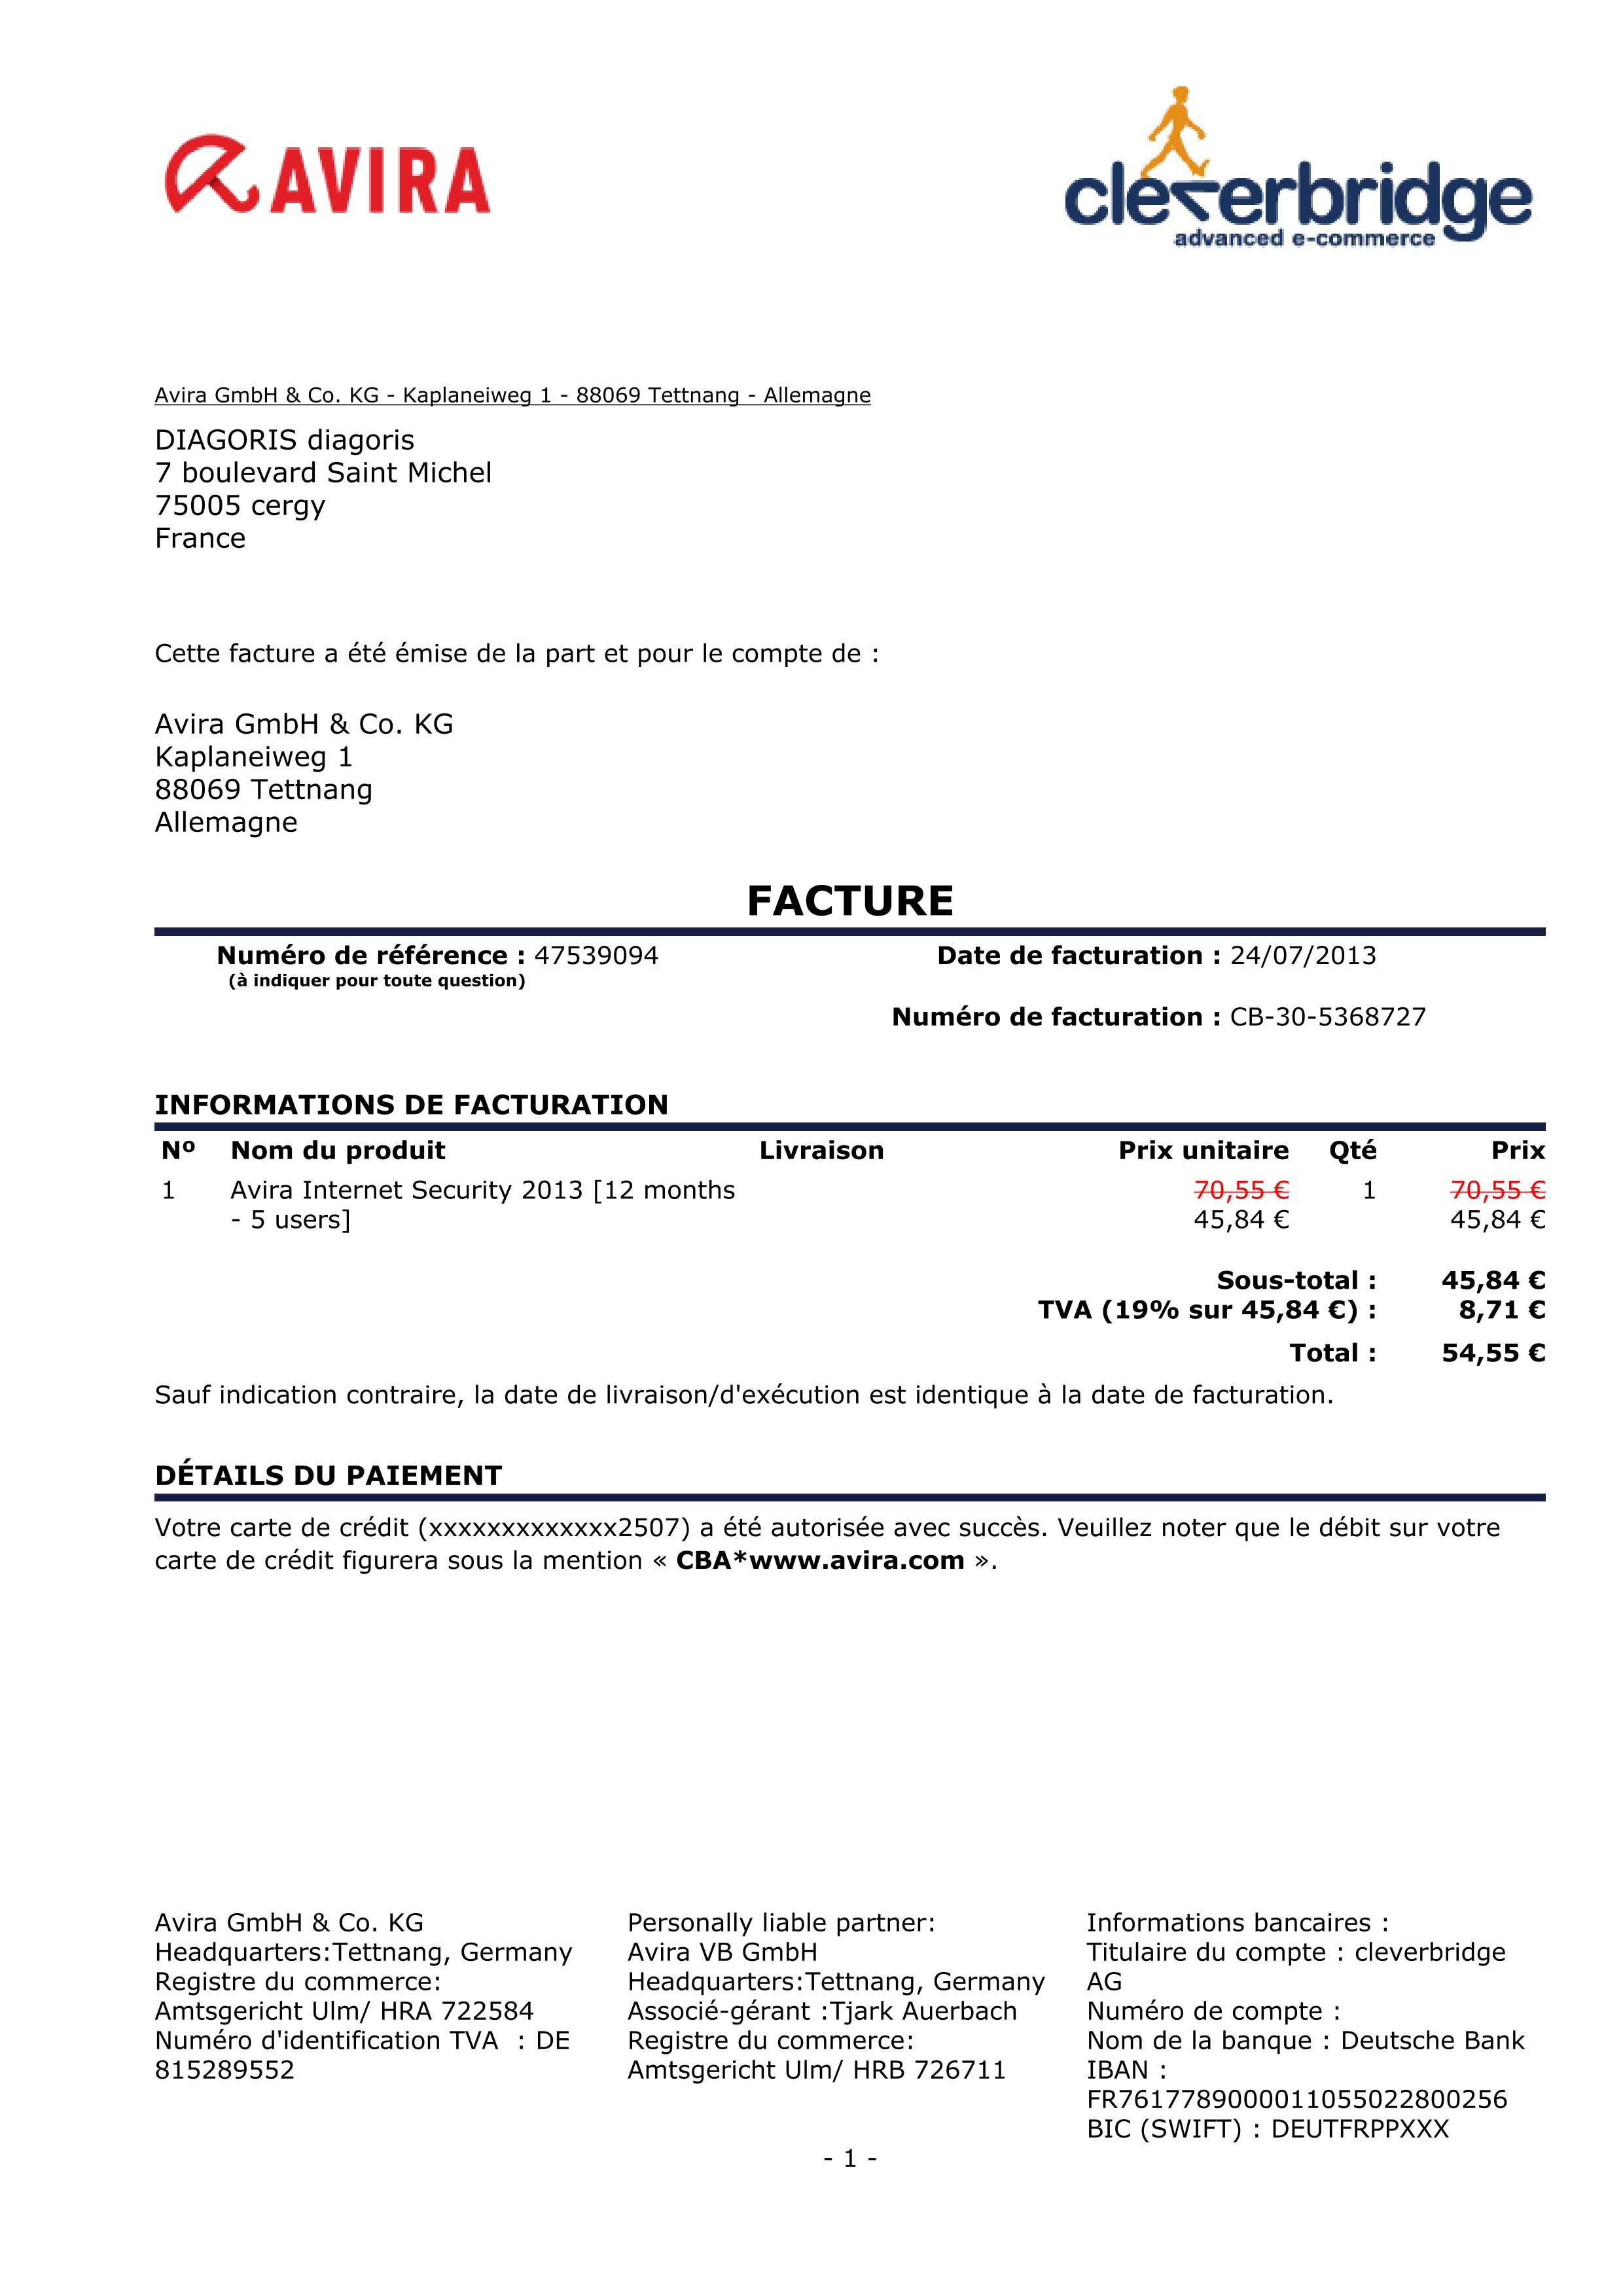 AVIRA
cleverbridge
advanced e-commerce
Avira GmbH & Co. KG - Kaplaneiweg 1 - 88069 Tettnang - Allemagne
DIAGORIS diagoris
7 boulevard Saint Michel
75005 cergy
France
Cette facture a été émise de la part et pour le compte de :
Avira GmbH & Co. KG
Kaplaneiweg 1
88069 Tettnang
Allemagne
FACTURE
Numéro de référence : 47539094 Date de facturation : 24/07/2013
(à indiquer pour toute question)
Numéro de facturation : CB-30-5368727
INFORMATIONS DE FACTURATION
Nº Nom du produit Livraison Prix unitaire Qté Prix
1 Avira Internet Security 2013 [12 months 70,55 € 1 70,55 €
- 5 users] 45,84 € 45,84 €
Sous-total : 45,84 €
TVA (19% sur 45,84 €) : 8,71 €
Total : 54,55 €
Sauf indication contraire, la date de livraison/d'exécution est identique à la date de facturation.
DÉTAILS DU PAIEMENT
Votre carte de crédit (xxxxxxxxxxxxx2507) a été autorisée avec succès. Veuillez noter que le débit sur votre
carte de crédit figurera sous la mention « CBA*www.avira.com ».
Avira GmbH & Co. KG
Headquarters:Tettnang, Germany
Registre du commerce:
Amtsgericht Ulm/ HRA 722584
Numéro d'identification TVA : DE
815289552
Personally liable partner:
Avira VB GmbH
Headquarters:Tettnang, Germany
Associé-gérant :Tjark Auerbach
Registre du commerce:
Amtsgericht Ulm/ HRB 726711
Informations bancaires :
Titulaire du compte : cleverbridge
AG
Numéro de compte :
Nom de la banque : Deutsche Bank
IBAN :
FR7617789000011055022800256
BIC (SWIFT) : DEUTFRPPXXX
- 1 -